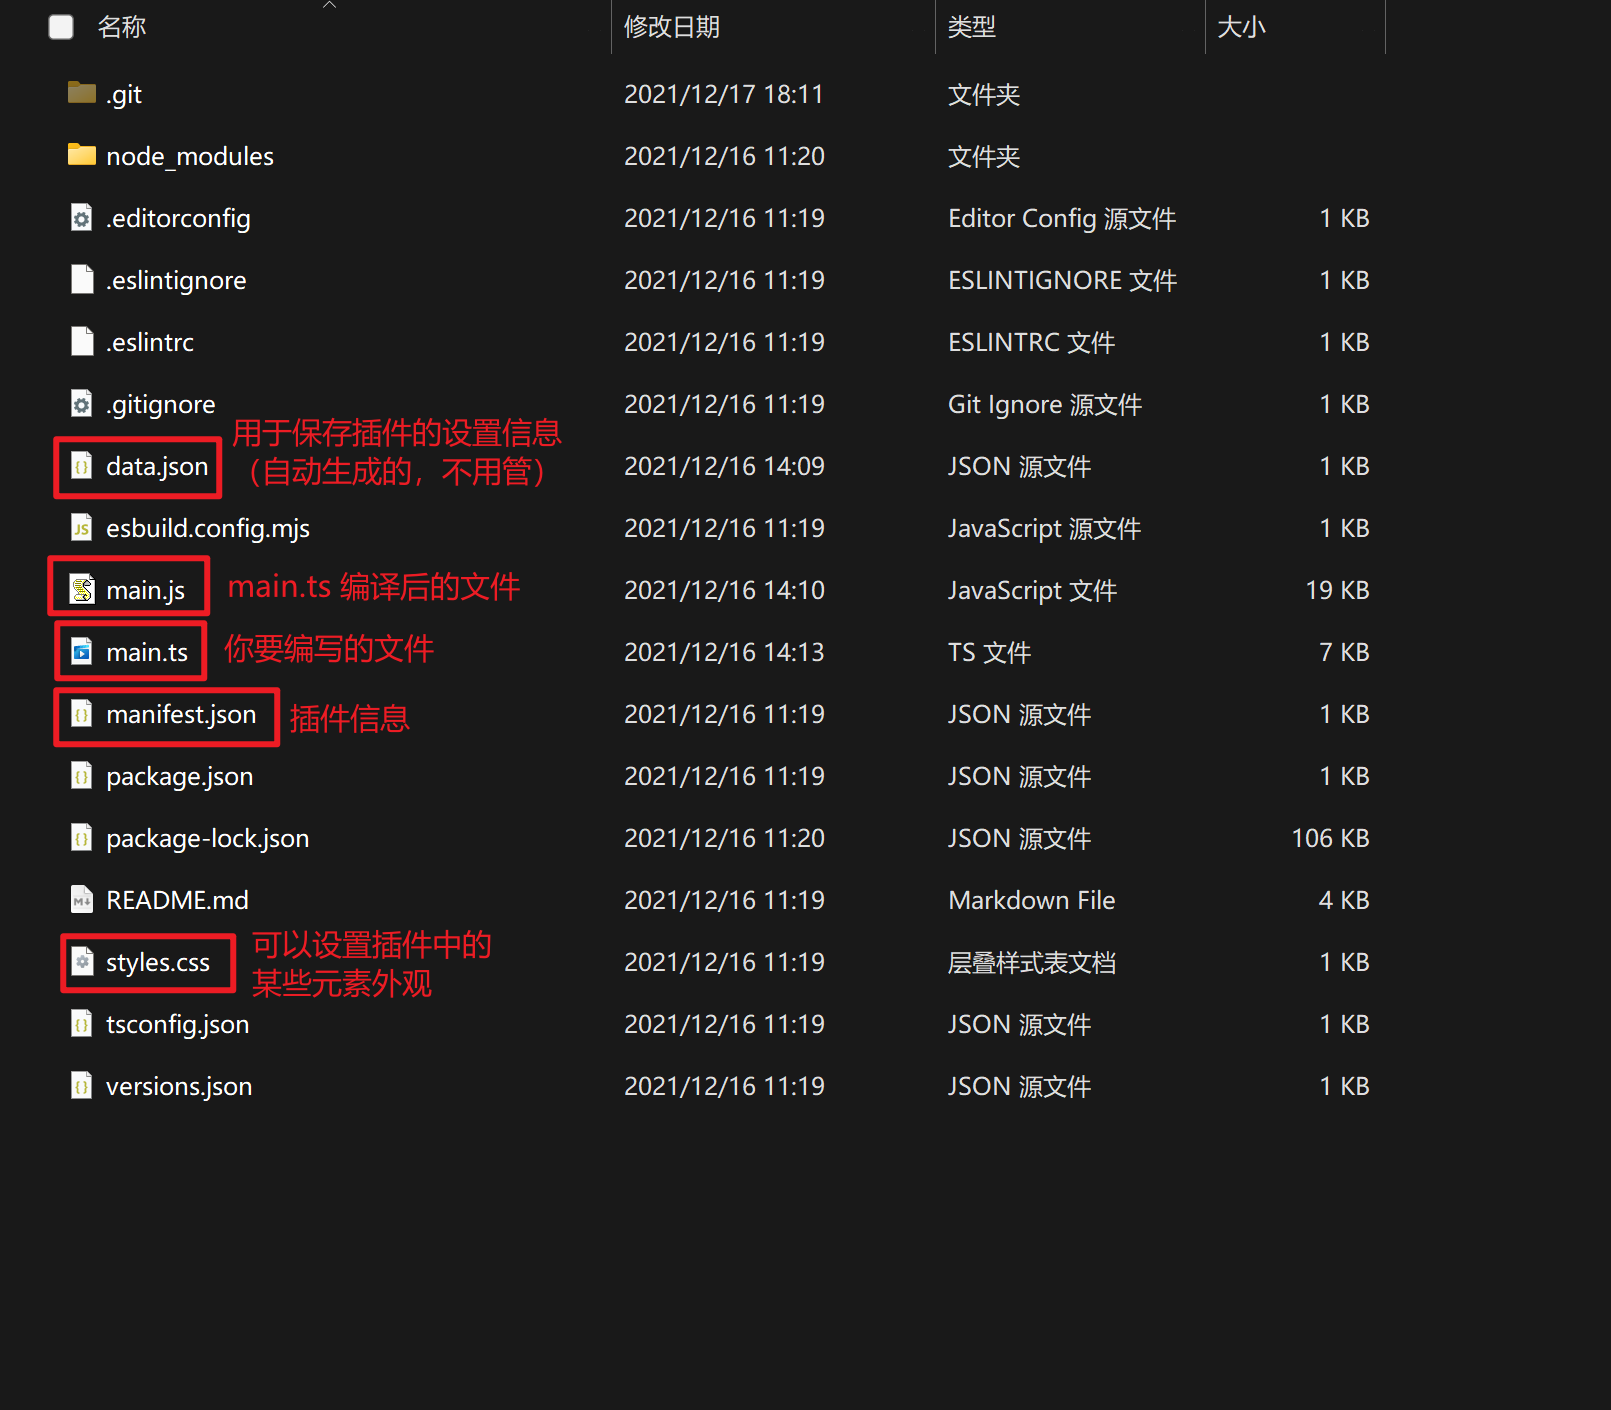 名称 修改日期 类型 大小
.git 2021/12/17 18:11 文件夹
node_modules 2021/12/16 11:20 文件夹
.editorconfig 2021/12/16 11:19 Editor Config 源文件 1 KB
.eslintignore 2021/12/16 11:19 ESLINTIGNORE 文件 1 KB
.eslintrc 2021/12/16 11:19 ESLINTRC 文件 1 KB
.gitignore 2021/12/16 11:19 Git Ignore 源文件 1 KB
用于保存插件的设置信息
（自动生成的，不用管）
data.json 2021/12/16 14:09 JSON 源文件 1 KB
esbuild.config.mjs 2021/12/16 11:19 JavaScript 源文件 1 KB
main.js main.ts 编译后的文件 2021/12/16 14:10 JavaScript 文件 19 KB
main.ts 你要编写的文件 2021/12/16 14:13 TS 文件 7 KB
manifest.json 插件信息 2021/12/16 11:19 JSON 源文件 1 KB
package.json 2021/12/16 11:19 JSON 源文件 1 KB
package-lock.json 2021/12/16 11:20 JSON 源文件 106 KB
README.md 2021/12/16 11:19 Markdown File 4 KB
可以设置插件中的
某些元素外观
styles.css 2021/12/16 11:19 层叠样式表文档 1 KB
tsconfig.json 2021/12/16 11:19 JSON 源文件 1 KB
versions.json 2021/12/16 11:19 JSON 源文件 1 KB